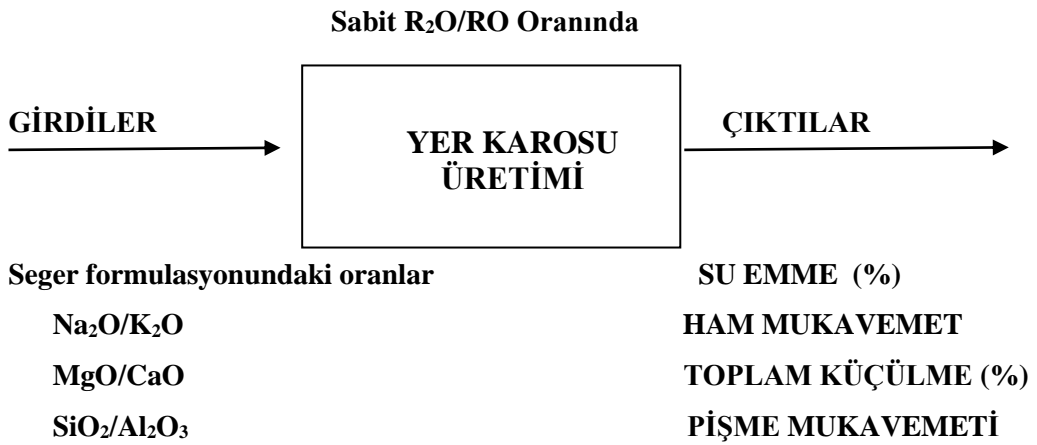 Sabit R₂O/RO Oranında
GİRDİLER
YER KAROSU
ÜRETİMİ
ÇIKTILAR
Seger formulasyonundaki oranlar
Na₂O/K₂O
MgO/CaO
SiO₂/Al₂O₃
SU EMME (%)
HAM MUKAVEMET
TOPLAM KÜÇÜLME (%)
PİŞME MUKAVEMETİ